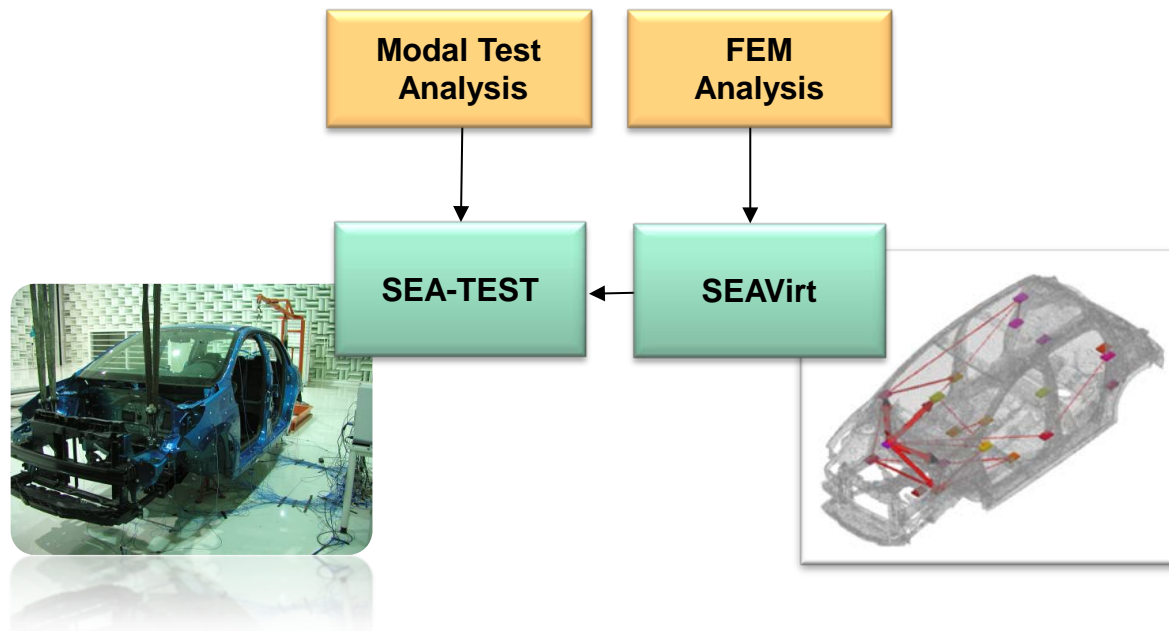 Modal Test
Analysis
FEM
Analysis
SEA-TEST
SEAVirt